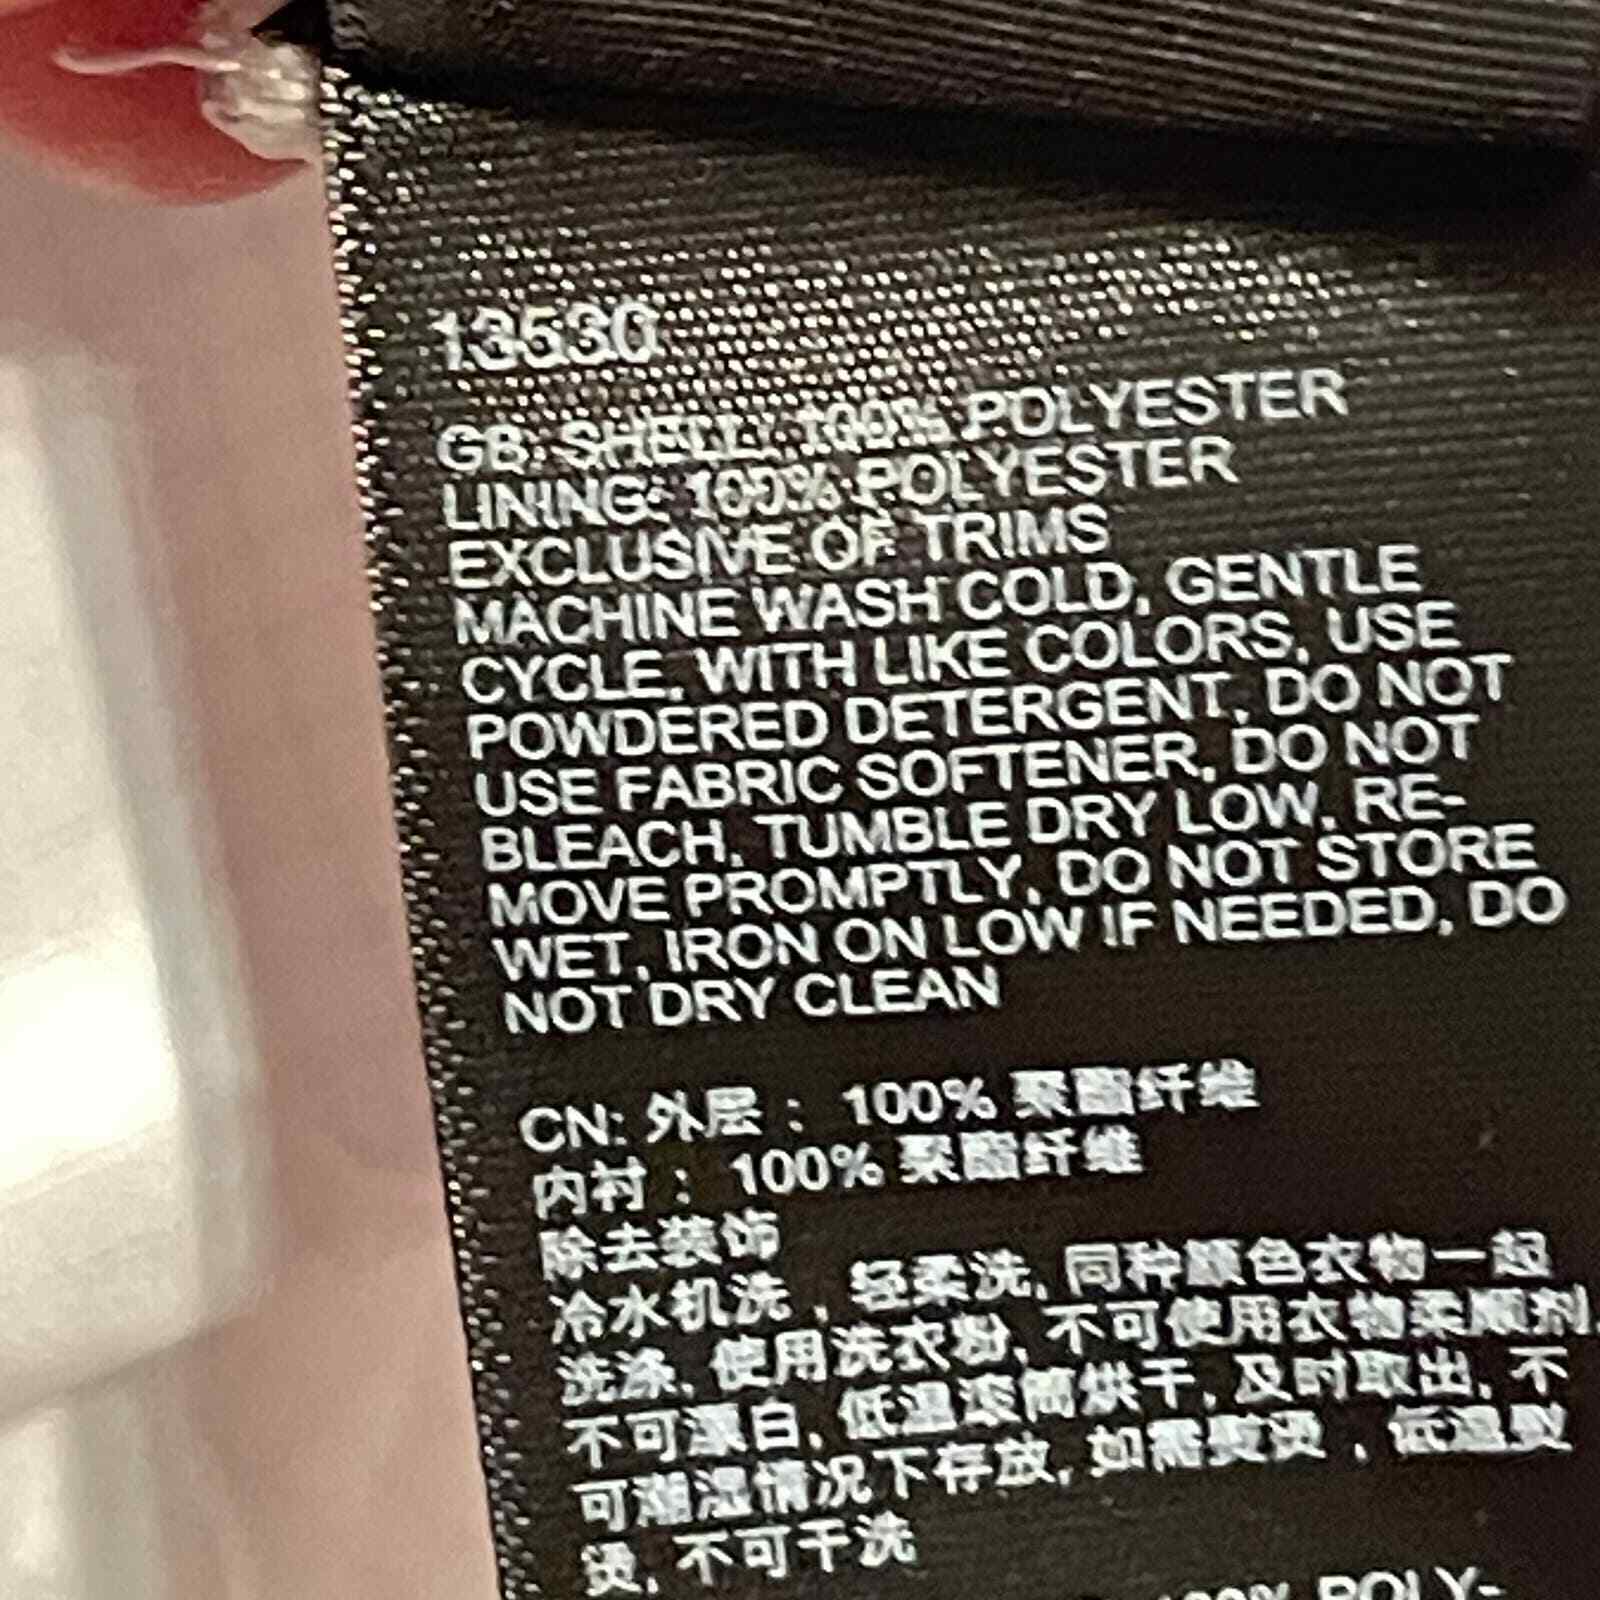 13530
GB: SHELL: 100% POLYESTER
LINING: 100% POLYESTER
EXCLUSIVE OF TRIMS
MACHINE WASH COLD, GENTLE
CYCLE, WITH LIKE COLORS, USE
POWDERED DETERGENT, DO NOT
USE FABRIC SOFTENER, DO NOT
BLEACH, TUMBLE DRY LOW, RE-
MOVE PROMPTLY, DO NOT STORE
WET, IRON ON LOW IF NEEDED, DO
NOT DRY CLEAN
CN: 外层： 100% 聚酯纤维
内衬： 100% 聚酯纤维
除去装饰
冷水机洗，轻柔洗, 同种颜色衣物一起
洗涤, 使用洗衣粉, 不可使用衣物柔顺剂,
不可漂白, 低温滚筒烘干, 及时取出, 不
可潮湿情况下存放, 如需熨烫，低温熨
烫, 不可干洗
100% POLY-